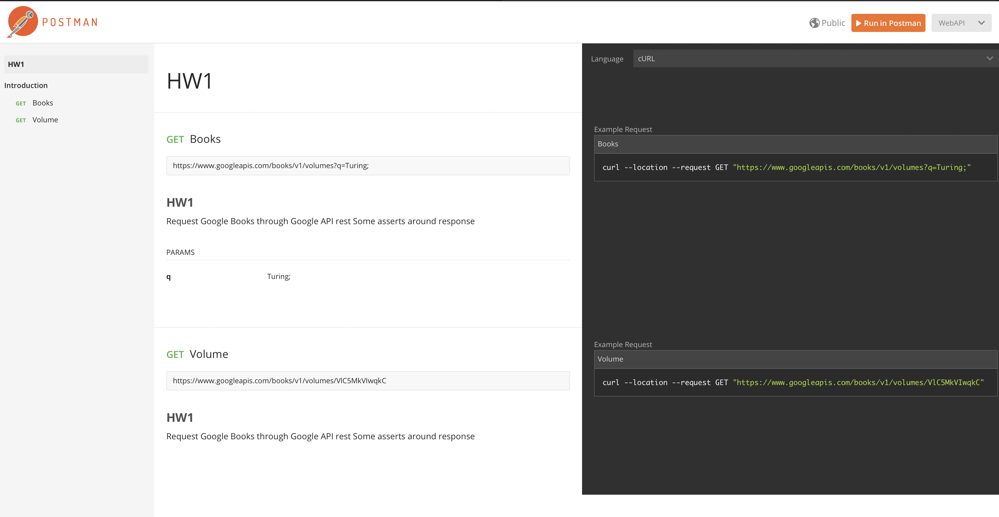 POSTMAN
Public
Run in Postman
WebAPI
HW1
Introduction
GET Books
GET Volume
HW1
GET Books
https://www.googleapis.com/books/v1/volumes?q=Turing;
HW1
Request Google Books through Google API rest Some asserts around response
PARAMS
q Turing;
GET Volume
https://www.googleapis.com/books/v1/volumes/VlC5MkVIwqkC
HW1
Request Google Books through Google API rest Some asserts around response
Language cURL
Example Request
Books
curl --location --request GET "https://www.googleapis.com/books/v1/volumes?q=Turing;"
Example Request
Volume
curl --location --request GET "https://www.googleapis.com/books/v1/volumes/VlC5MkVIwqkC"